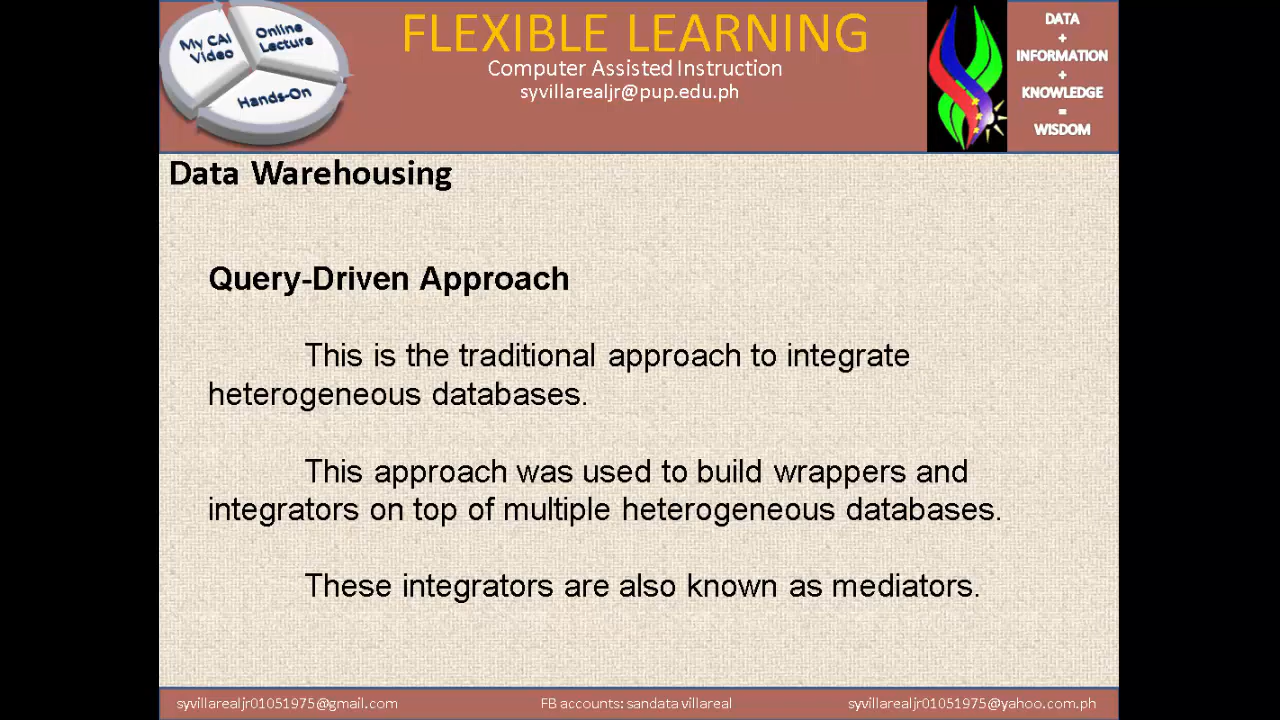 My CAI
Video
Online
Lecture
Hands-On
FLEXIBLE LEARNING
Computer Assisted Instruction
syvillarealjr@pup.edu.ph
DATA
+
INFORMATION
+
KNOWLEDGE
=
WISDOM
Data Warehousing
Query-Driven Approach
This is the traditional approach to integrate
heterogeneous databases.
This approach was used to build wrappers and
integrators on top of multiple heterogeneous databases.
These integrators are also known as mediators.
syvillarealjr01051975@gmail.com
FB accounts: sandata villareal
syvillarealjr01051975@yahoo.com.ph